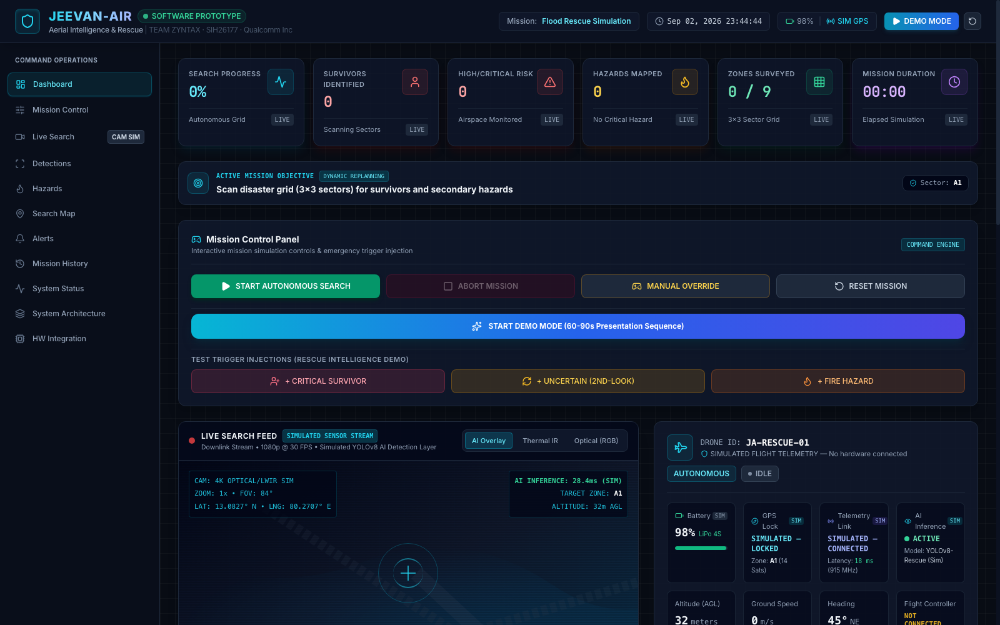 JEEVAN-AIR
SOFTWARE PROTOTYPE
Aerial Intelligence & Rescue | TEAM ZYNTAX · SIH26177 · Qualcomm Inc
Mission: Flood Rescue Simulation
Sep 02, 2026 23:44:44
98%
SIM GPS
DEMO MODE
COMMAND OPERATIONS
Dashboard
Mission Control
Live Search
CAM SIM
Detections
Hazards
Search Map
Alerts
Mission History
System Status
System Architecture
HW Integration
SEARCH PROGRESS
0%
Autonomous Grid
LIVE
SURVIVORS
IDENTIFIED
0
Scanning Sectors
LIVE
HIGH/CRITICAL RISK
0
Airspace Monitored
LIVE
HAZARDS MAPPED
0
No Critical Hazard
LIVE
ZONES SURVEYED
0 / 9
3×3 Sector Grid
LIVE
MISSION DURATION
00:00
Elapsed Simulation
LIVE
ACTIVE MISSION OBJECTIVE
DYNAMIC REPLANNING
Scan disaster grid (3×3 sectors) for survivors and secondary hazards
Sector: A1
Mission Control Panel
Interactive mission simulation controls & emergency trigger injection
COMMAND ENGINE
START AUTONOMOUS SEARCH
ABORT MISSION
MANUAL OVERRIDE
RESET MISSION
START DEMO MODE (60-90s Presentation Sequence)
TEST TRIGGER INJECTIONS (RESCUE INTELLIGENCE DEMO)
+ CRITICAL SURVIVOR
+ UNCERTAIN (2ND-LOOK)
+ FIRE HAZARD
LIVE SEARCH FEED
SIMULATED SENSOR STREAM
Downlink Stream • 1080p @ 30 FPS • Simulated YOLOv8 AI Detection Layer
AI Overlay
Thermal IR
Optical (RGB)
CAM: 4K OPTICAL/LWIR SIM
ZOOM: 1x • FOV: 84°
LAT: 13.0827° N • LNG: 80.2707° E
AI INFERENCE: 28.4ms (SIM)
TARGET ZONE: A1
ALTITUDE: 32m AGL
DRONE ID: JA-RESCUE-01
SIMULATED FLIGHT TELEMETRY — No hardware connected
AUTONOMOUS
IDLE
Battery
SIM
98% LiPo 4S
GPS
Lock
SIM
SIMULATED —
LOCKED
Zone: A1 (14
Sats)
Telemetry
Link
SIM
SIMULATED —
CONNECTED
Latency: 18 ms
(915 MHz)
AI
Inference
SIM
ACTIVE
Model: YOLOv8-
Rescue (Sim)
Altitude (AGL)
32 meters
Ground Speed
0 m/s
Heading
45° NE
Flight Controller
NOT
CONNECTED